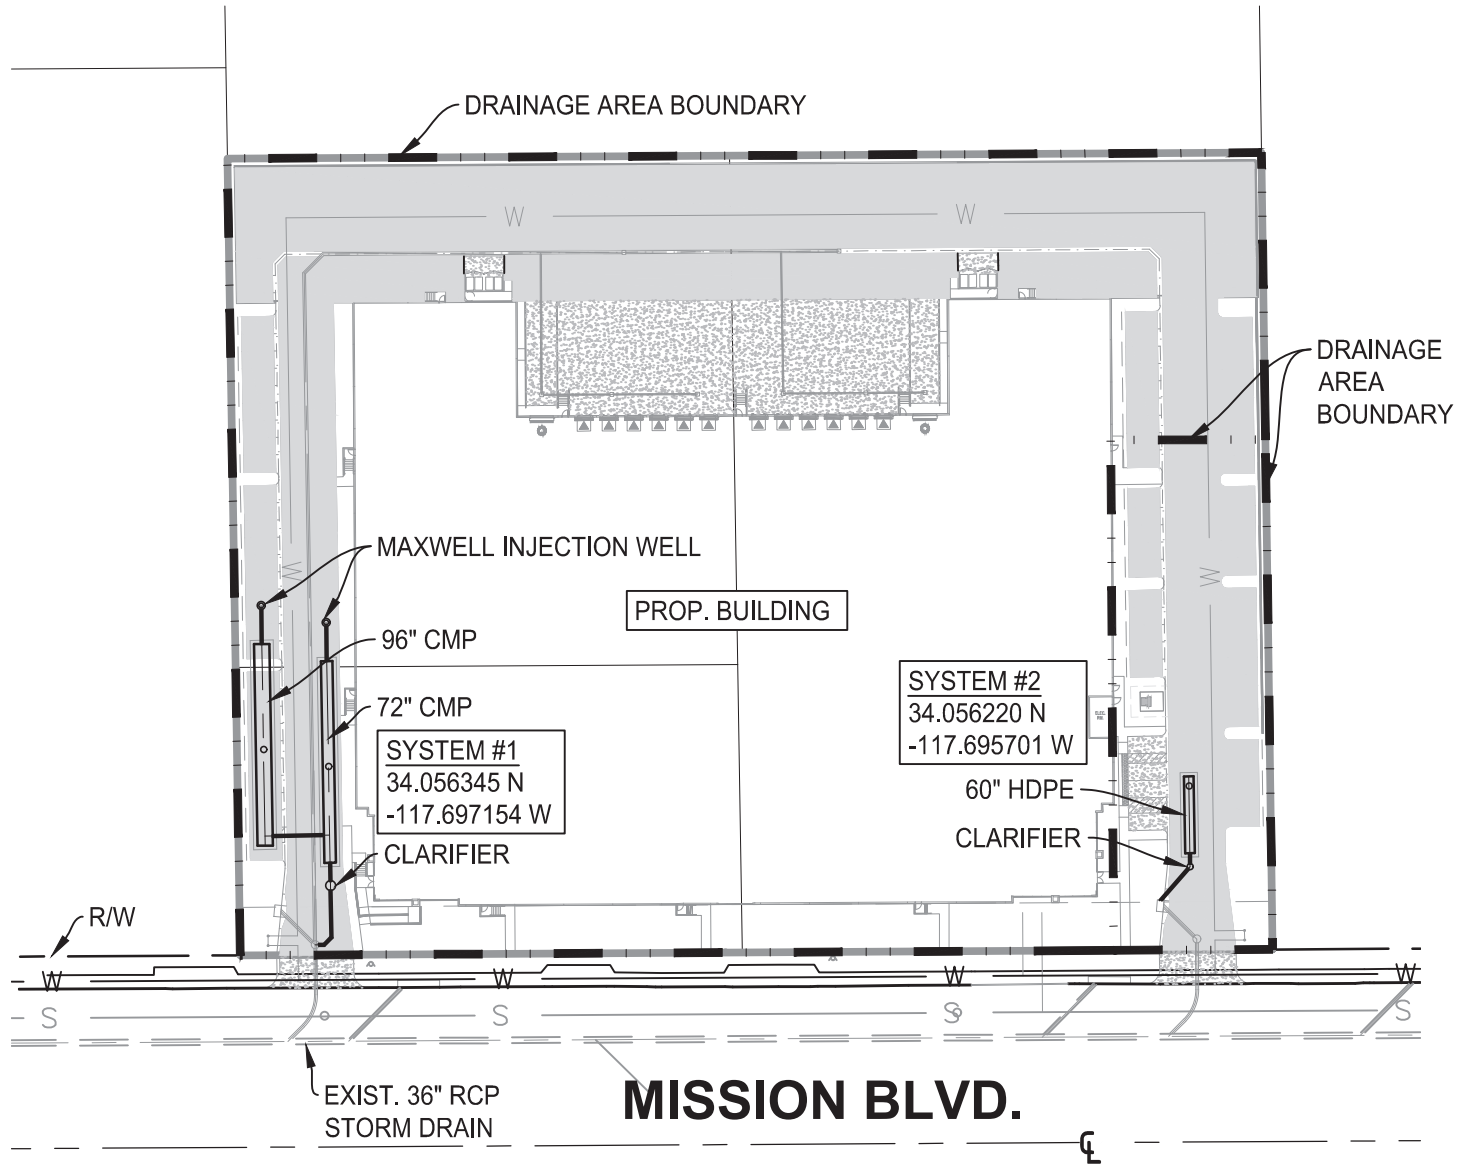 DRAINAGE AREA BOUNDARY
W
W
DRAINAGE
AREA
BOUNDARY
MAXWELL INJECTION WELL
W
W
PROP. BUILDING
96" CMP
72" CMP
SYSTEM #1
34.056345 N
-117.697154 W
SYSTEM #2
34.056220 N
-117.695701 W
60" HDPE
CLARIFIER
CLARIFIER
R/W
W
W
W
W
S
S
S
S
EXIST. 36" RCP
STORM DRAIN
MISSION BLVD.
CL